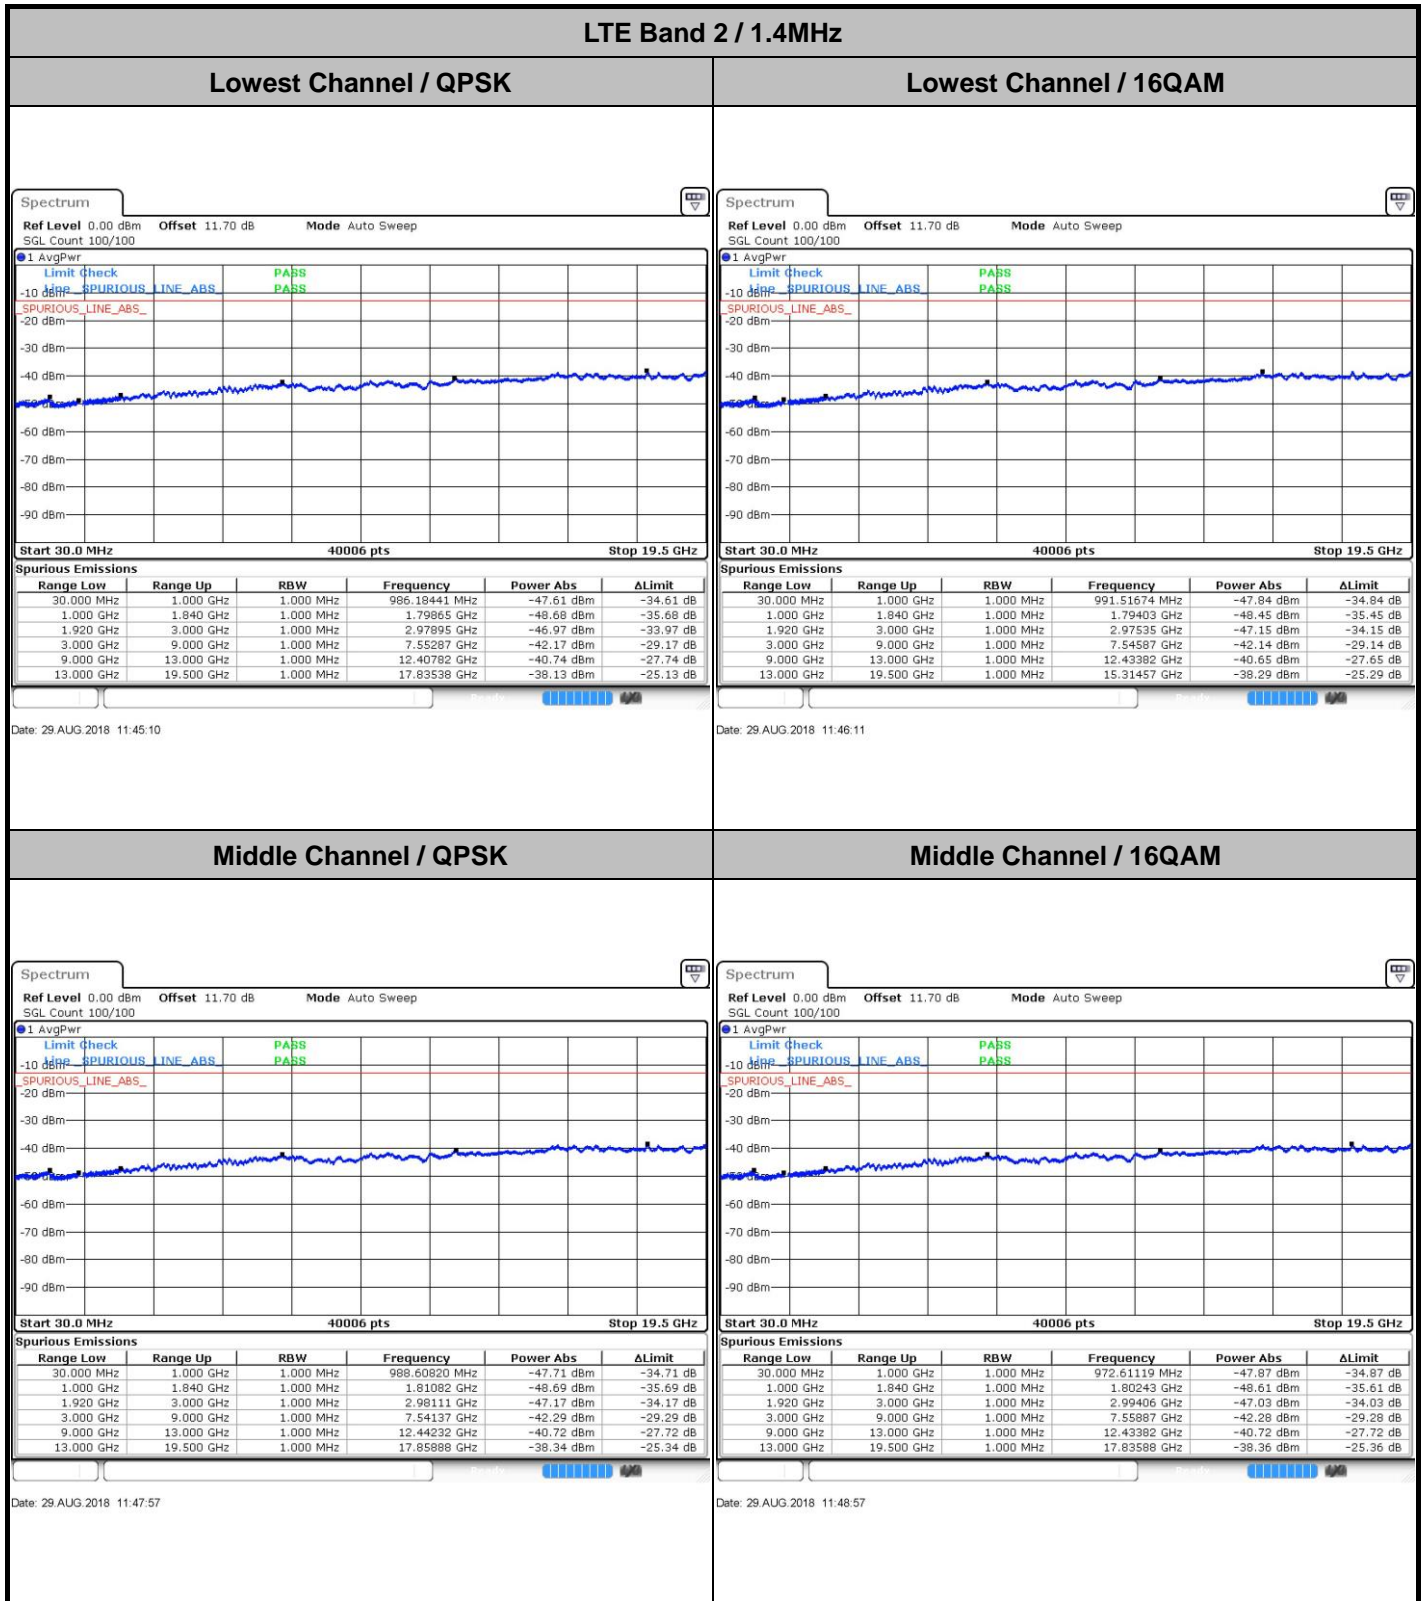 LTE Band 2 / 1.4MHz
Lowest Channel / QPSK
Lowest Channel / 16QAM
Spectrum
Ref Level 0.00 dBm Offset 11.70 dB Mode Auto Sweep
SGL Count 100/100
1 AvgPwr
Limit Check PASS
-10 dBm Line _SPURIOUS_LINE_ABS_ PASS
_SPURIOUS_LINE_ABS_
-20 dBm
-30 dBm
-40 dBm
-50 dBm
-60 dBm
-70 dBm
-80 dBm
-90 dBm
Start 30.0 MHz 40006 pts Stop 19.5 GHz
Spurious Emissions
Range Low Range Up RBW Frequency Power Abs ΔLimit
30.000 MHz 1.000 GHz 1.000 MHz 986.18441 MHz -47.61 dBm -34.61 dB
1.000 GHz 1.840 GHz 1.000 MHz 1.79865 GHz -48.68 dBm -35.68 dB
1.920 GHz 3.000 GHz 1.000 MHz 2.97895 GHz -46.97 dBm -33.97 dB
3.000 GHz 9.000 GHz 1.000 MHz 7.55287 GHz -42.17 dBm -29.17 dB
9.000 GHz 13.000 GHz 1.000 MHz 12.40782 GHz -40.74 dBm -27.74 dB
13.000 GHz 19.500 GHz 1.000 MHz 17.83538 GHz -38.13 dBm -25.13 dB
Date: 29.AUG.2018 11:45:10
Spectrum
Ref Level 0.00 dBm Offset 11.70 dB Mode Auto Sweep
SGL Count 100/100
1 AvgPwr
Limit Check PASS
-10 dBm Line _SPURIOUS_LINE_ABS_ PASS
_SPURIOUS_LINE_ABS_
-20 dBm
-30 dBm
-40 dBm
-50 dBm
-60 dBm
-70 dBm
-80 dBm
-90 dBm
Start 30.0 MHz 40006 pts Stop 19.5 GHz
Spurious Emissions
Range Low Range Up RBW Frequency Power Abs ΔLimit
30.000 MHz 1.000 GHz 1.000 MHz 991.51674 MHz -47.84 dBm -34.84 dB
1.000 GHz 1.840 GHz 1.000 MHz 1.79403 GHz -48.45 dBm -35.45 dB
1.920 GHz 3.000 GHz 1.000 MHz 2.97535 GHz -47.15 dBm -34.15 dB
3.000 GHz 9.000 GHz 1.000 MHz 7.54587 GHz -42.14 dBm -29.14 dB
9.000 GHz 13.000 GHz 1.000 MHz 12.43382 GHz -40.65 dBm -27.65 dB
13.000 GHz 19.500 GHz 1.000 MHz 15.31457 GHz -38.29 dBm -25.29 dB
Date: 29.AUG.2018 11:46:11
Middle Channel / QPSK
Middle Channel / 16QAM
Spectrum
Ref Level 0.00 dBm Offset 11.70 dB Mode Auto Sweep
SGL Count 100/100
1 AvgPwr
Limit Check PASS
-10 dBm Line _SPURIOUS_LINE_ABS_ PASS
_SPURIOUS_LINE_ABS_
-20 dBm
-30 dBm
-40 dBm
-50 dBm
-60 dBm
-70 dBm
-80 dBm
-90 dBm
Start 30.0 MHz 40006 pts Stop 19.5 GHz
Spurious Emissions
Range Low Range Up RBW Frequency Power Abs ΔLimit
30.000 MHz 1.000 GHz 1.000 MHz 988.60820 MHz -47.71 dBm -34.71 dB
1.000 GHz 1.840 GHz 1.000 MHz 1.81082 GHz -48.69 dBm -35.69 dB
1.920 GHz 3.000 GHz 1.000 MHz 2.98111 GHz -47.17 dBm -34.17 dB
3.000 GHz 9.000 GHz 1.000 MHz 7.54137 GHz -42.29 dBm -29.29 dB
9.000 GHz 13.000 GHz 1.000 MHz 12.44232 GHz -40.72 dBm -27.72 dB
13.000 GHz 19.500 GHz 1.000 MHz 17.85888 GHz -38.34 dBm -25.34 dB
Date: 29.AUG.2018 11:47:57
Spectrum
Ref Level 0.00 dBm Offset 11.70 dB Mode Auto Sweep
SGL Count 100/100
1 AvgPwr
Limit Check PASS
-10 dBm Line _SPURIOUS_LINE_ABS_ PASS
_SPURIOUS_LINE_ABS_
-20 dBm
-30 dBm
-40 dBm
-50 dBm
-60 dBm
-70 dBm
-80 dBm
-90 dBm
Start 30.0 MHz 40006 pts Stop 19.5 GHz
Spurious Emissions
Range Low Range Up RBW Frequency Power Abs ΔLimit
30.000 MHz 1.000 GHz 1.000 MHz 972.61119 MHz -47.87 dBm -34.87 dB
1.000 GHz 1.840 GHz 1.000 MHz 1.80243 GHz -48.61 dBm -35.61 dB
1.920 GHz 3.000 GHz 1.000 MHz 2.99406 GHz -47.03 dBm -34.03 dB
3.000 GHz 9.000 GHz 1.000 MHz 7.55887 GHz -42.28 dBm -29.28 dB
9.000 GHz 13.000 GHz 1.000 MHz 12.43382 GHz -40.72 dBm -27.72 dB
13.000 GHz 19.500 GHz 1.000 MHz 17.83588 GHz -38.36 dBm -25.36 dB
Date: 29.AUG.2018 11:48:57